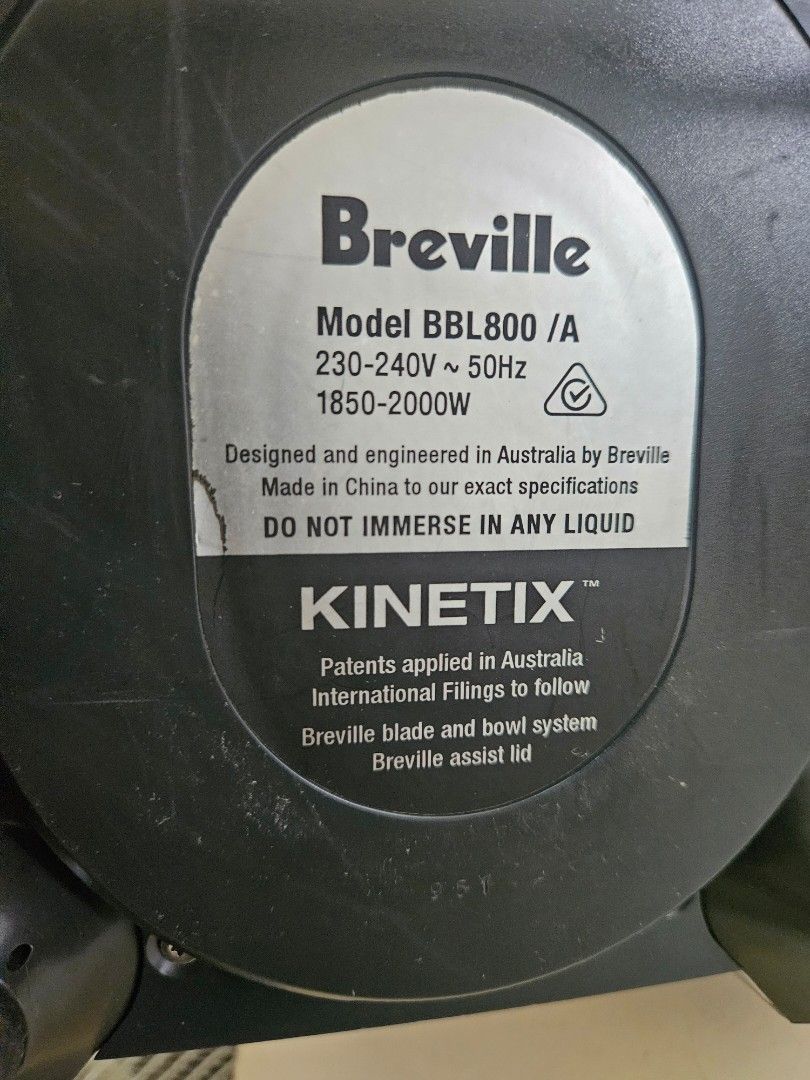 Breville
Model BBL800 /A
230-240V ~ 50Hz
1850-2000W
Designed and engineered in Australia by Breville
Made in China to our exact specifications
DO NOT IMMERSE IN ANY LIQUID
KINETIX™
Patents applied in Australia
International Filings to follow
Breville blade and bowl system
Breville assist lid